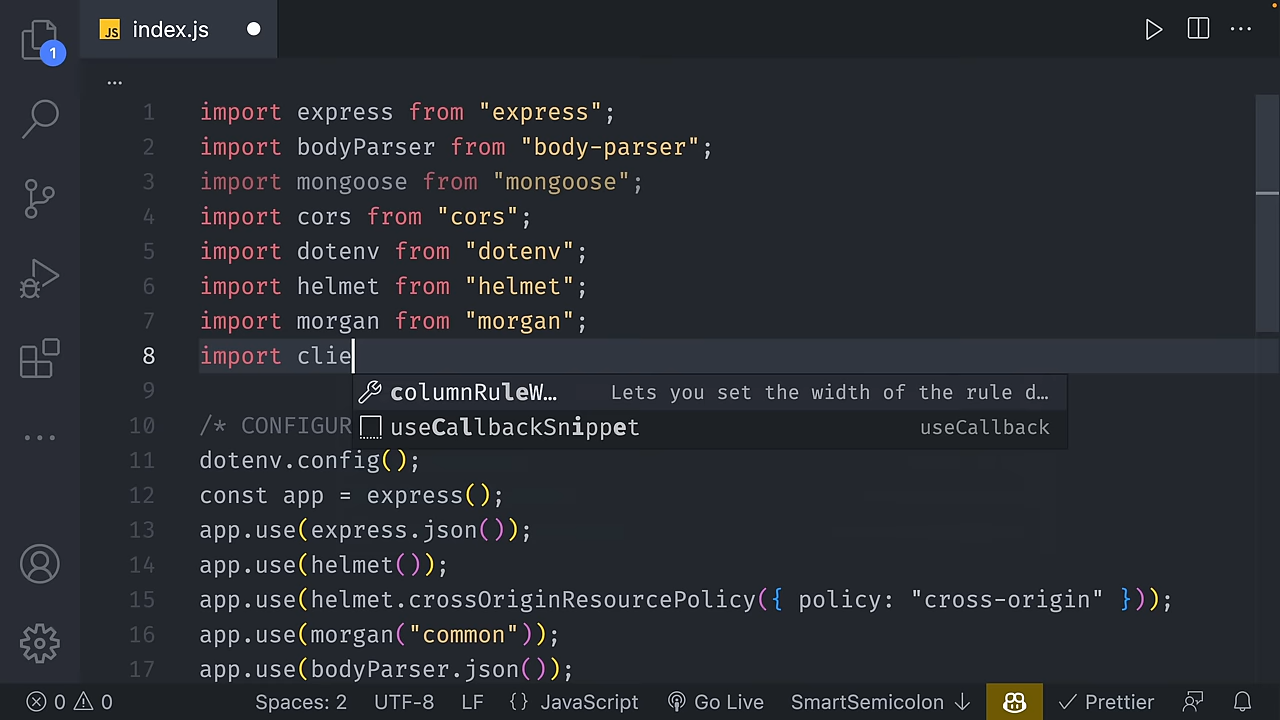 JS index.js
1
...
1 import express from "express";
2 import bodyParser from "body-parser";
3 import mongoose from "mongoose";
4 import cors from "cors";
5 import dotenv from "dotenv";
6 import helmet from "helmet";
7 import morgan from "morgan";
8 import clie
9
columnRuleW… Lets you set the width of the rule d…
10 /* CONFIGUR
useCallbackSnippet useCallback
11 dotenv.config();
12 const app = express();
13 app.use(express.json());
14 app.use(helmet());
15 app.use(helmet.crossOriginResourcePolicy({ policy: "cross-origin" }));
16 app.use(morgan("common"));
17 app.use(bodyParser.json());
0 0 Spaces: 2 UTF-8 LF {} JavaScript Go Live SmartSemicolon ↓ Prettier